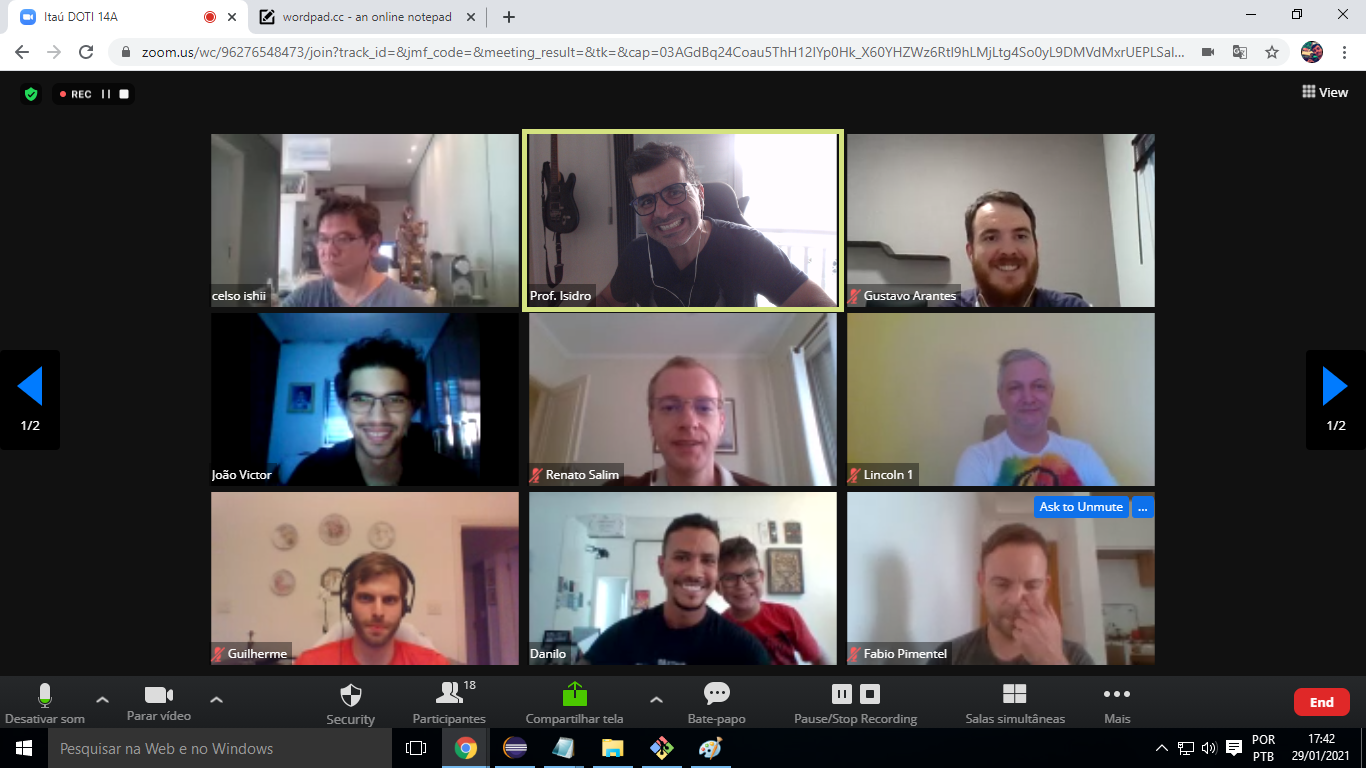 Itaú DOTI 14A
wordpad.cc - an online notepad
zoom.us/wc/96276548473/join?track_id=&jmf_code=&meeting_result=&tk=&cap=03AGdBq24Coau5ThH12IYp0Hk_X60YHZWz6RtI9hLMjLtg4So0yL9DMVdMxrUEPLSal...
REC
View
celso ishii
Prof. Isidro
Gustavo Arantes
João Victor
Renato Salim
Lincoln 1
1/2
1/2
Ask to Unmute
...
Guilherme
Danilo
Fabio Pimentel
Desativar som
Parar vídeo
Security
Participantes
18
Compartilhar tela
Bate-papo
Pause/Stop Recording
Salas simultâneas
Mais
End
Pesquisar na Web e no Windows
POR
PTB
17:42
29/01/2021